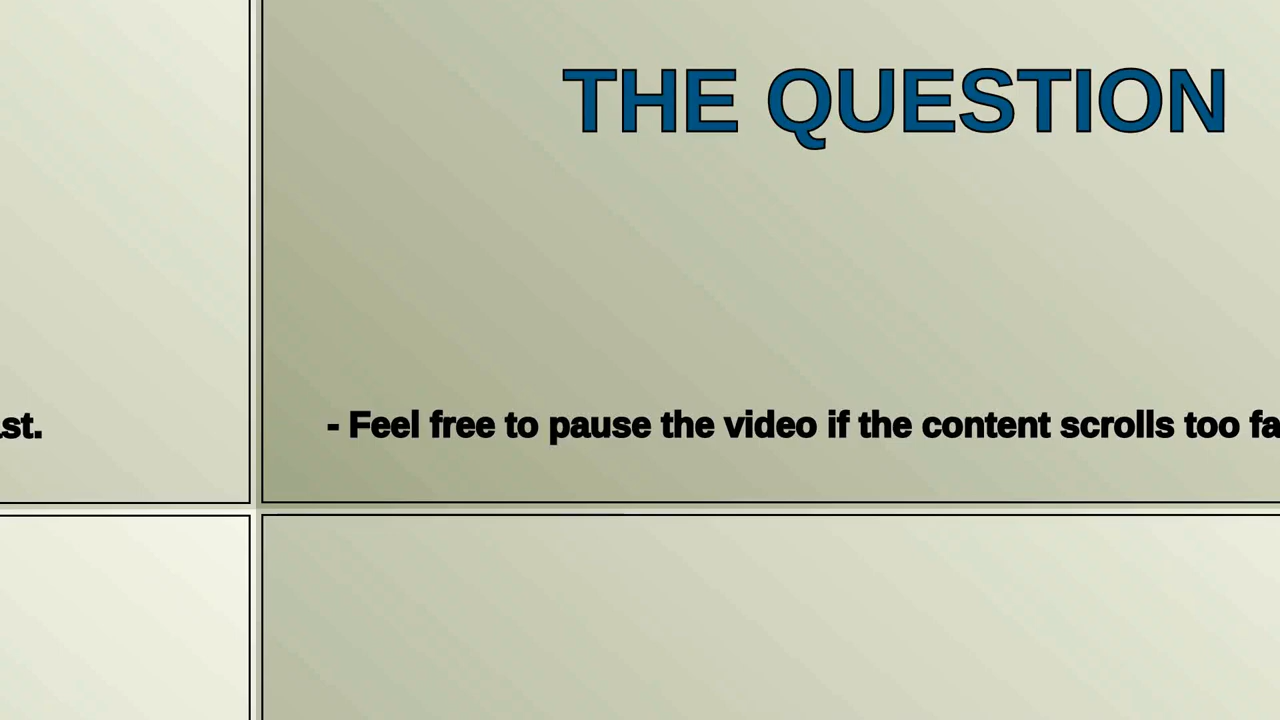 THE QUESTION
st.
- Feel free to pause the video if the content scrolls too fa